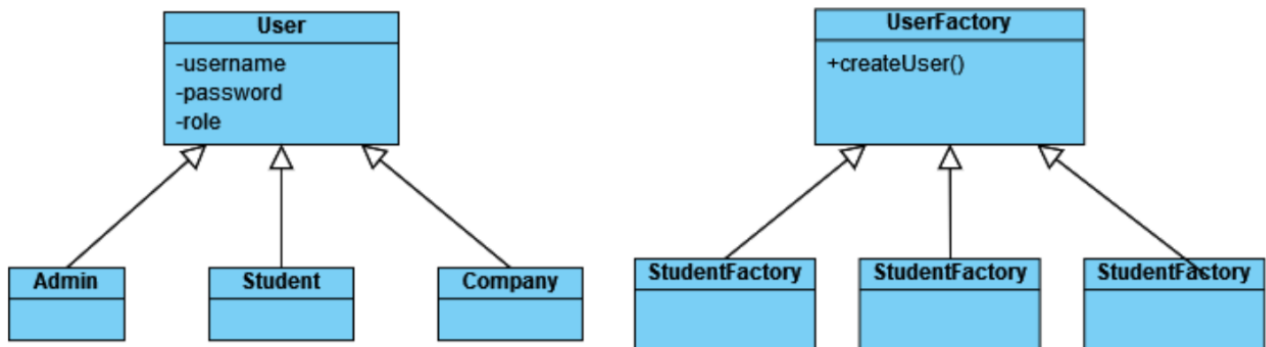 User
-username
-password
-role
UserFactory
+createUser()
Admin
Student
Company
StudentFactory
StudentFactory
StudentFactory